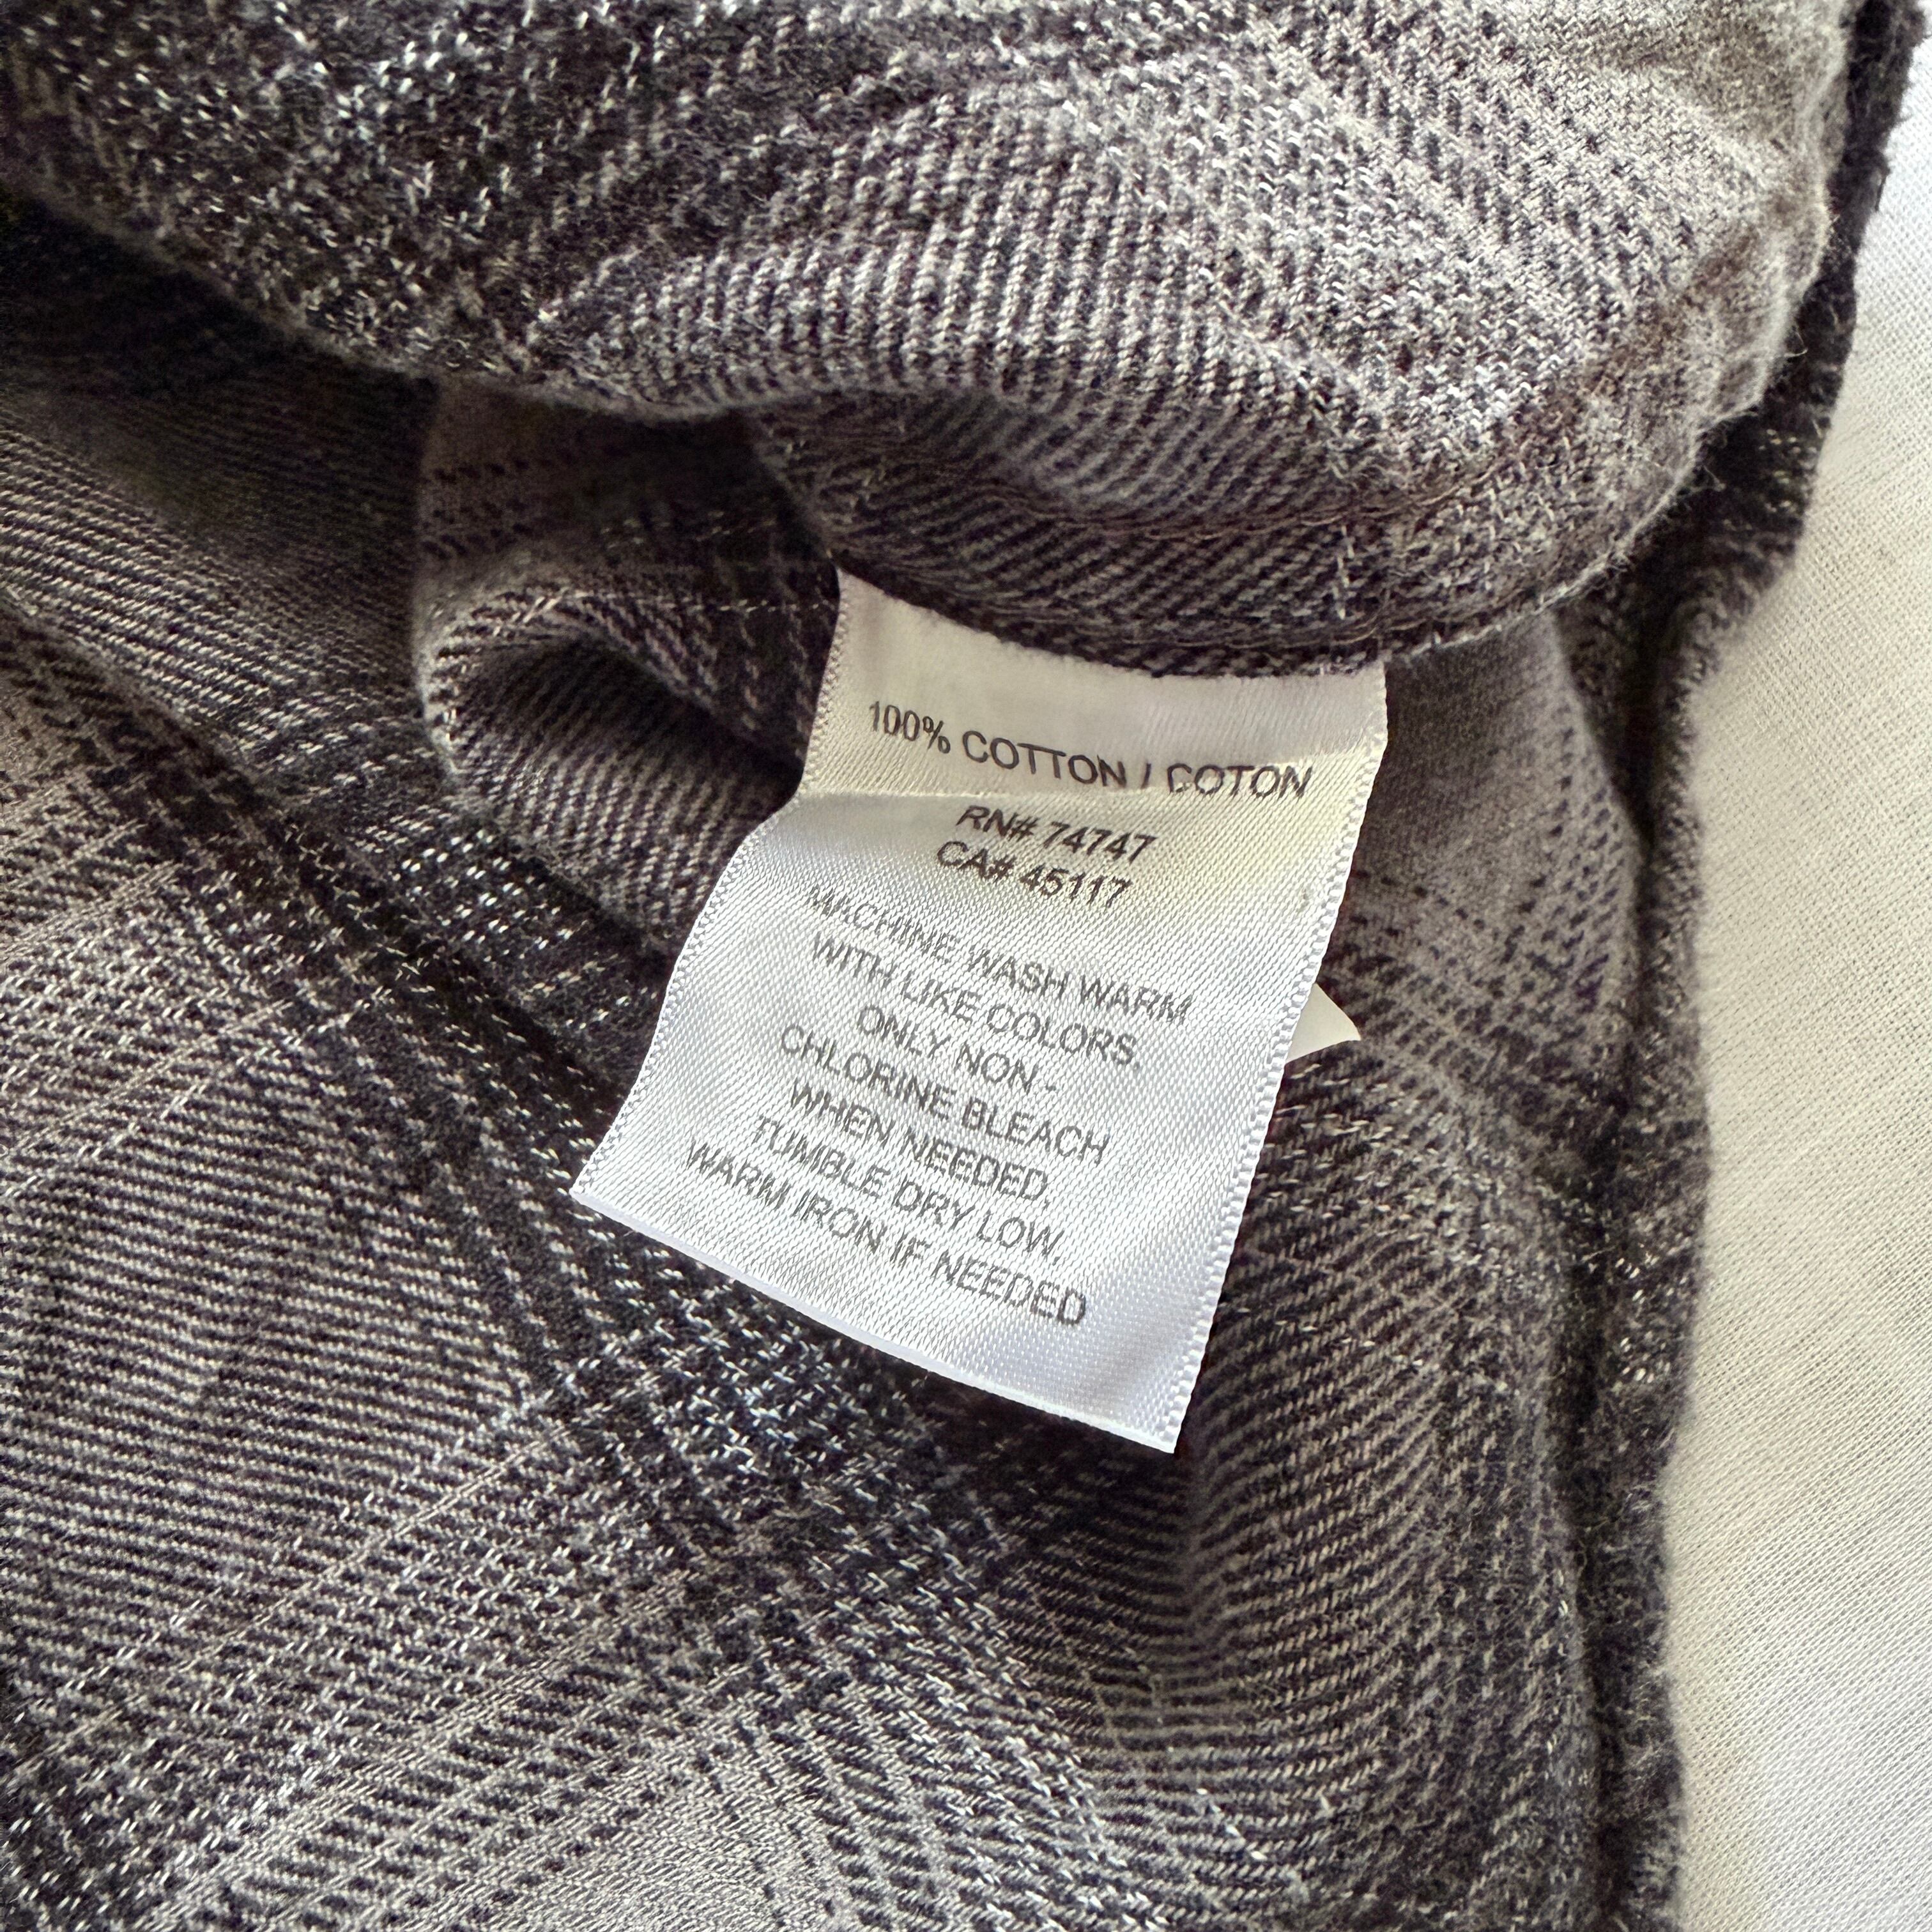 100% COTTON / COTON
RN# 74747
CA# 45117
MACHINE WASH WARM
WITH LIKE COLORS,
ONLY NON -
CHLORINE BLEACH
WHEN NEEDED,
TUMBLE DRY LOW,
WARM IRON IF NEEDED